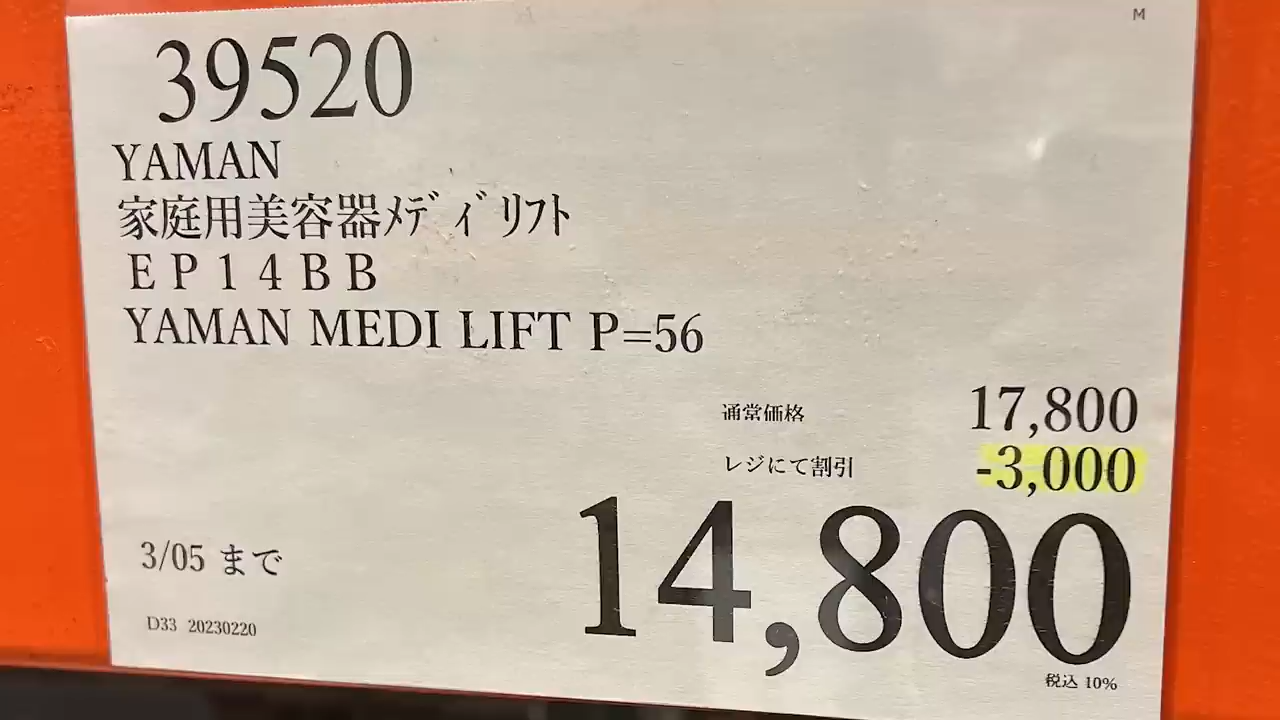 M
39520
YAMAN
家庭用美容器ﾒﾃﾞｨﾞﾘﾌﾄ
ＥＰ１４ＢＢ
YAMAN MEDI LIFT P=56
通常価格 17,800
レジにて割引 -3,000
14,800
3/05 まで
D33 20230220
税込 10%